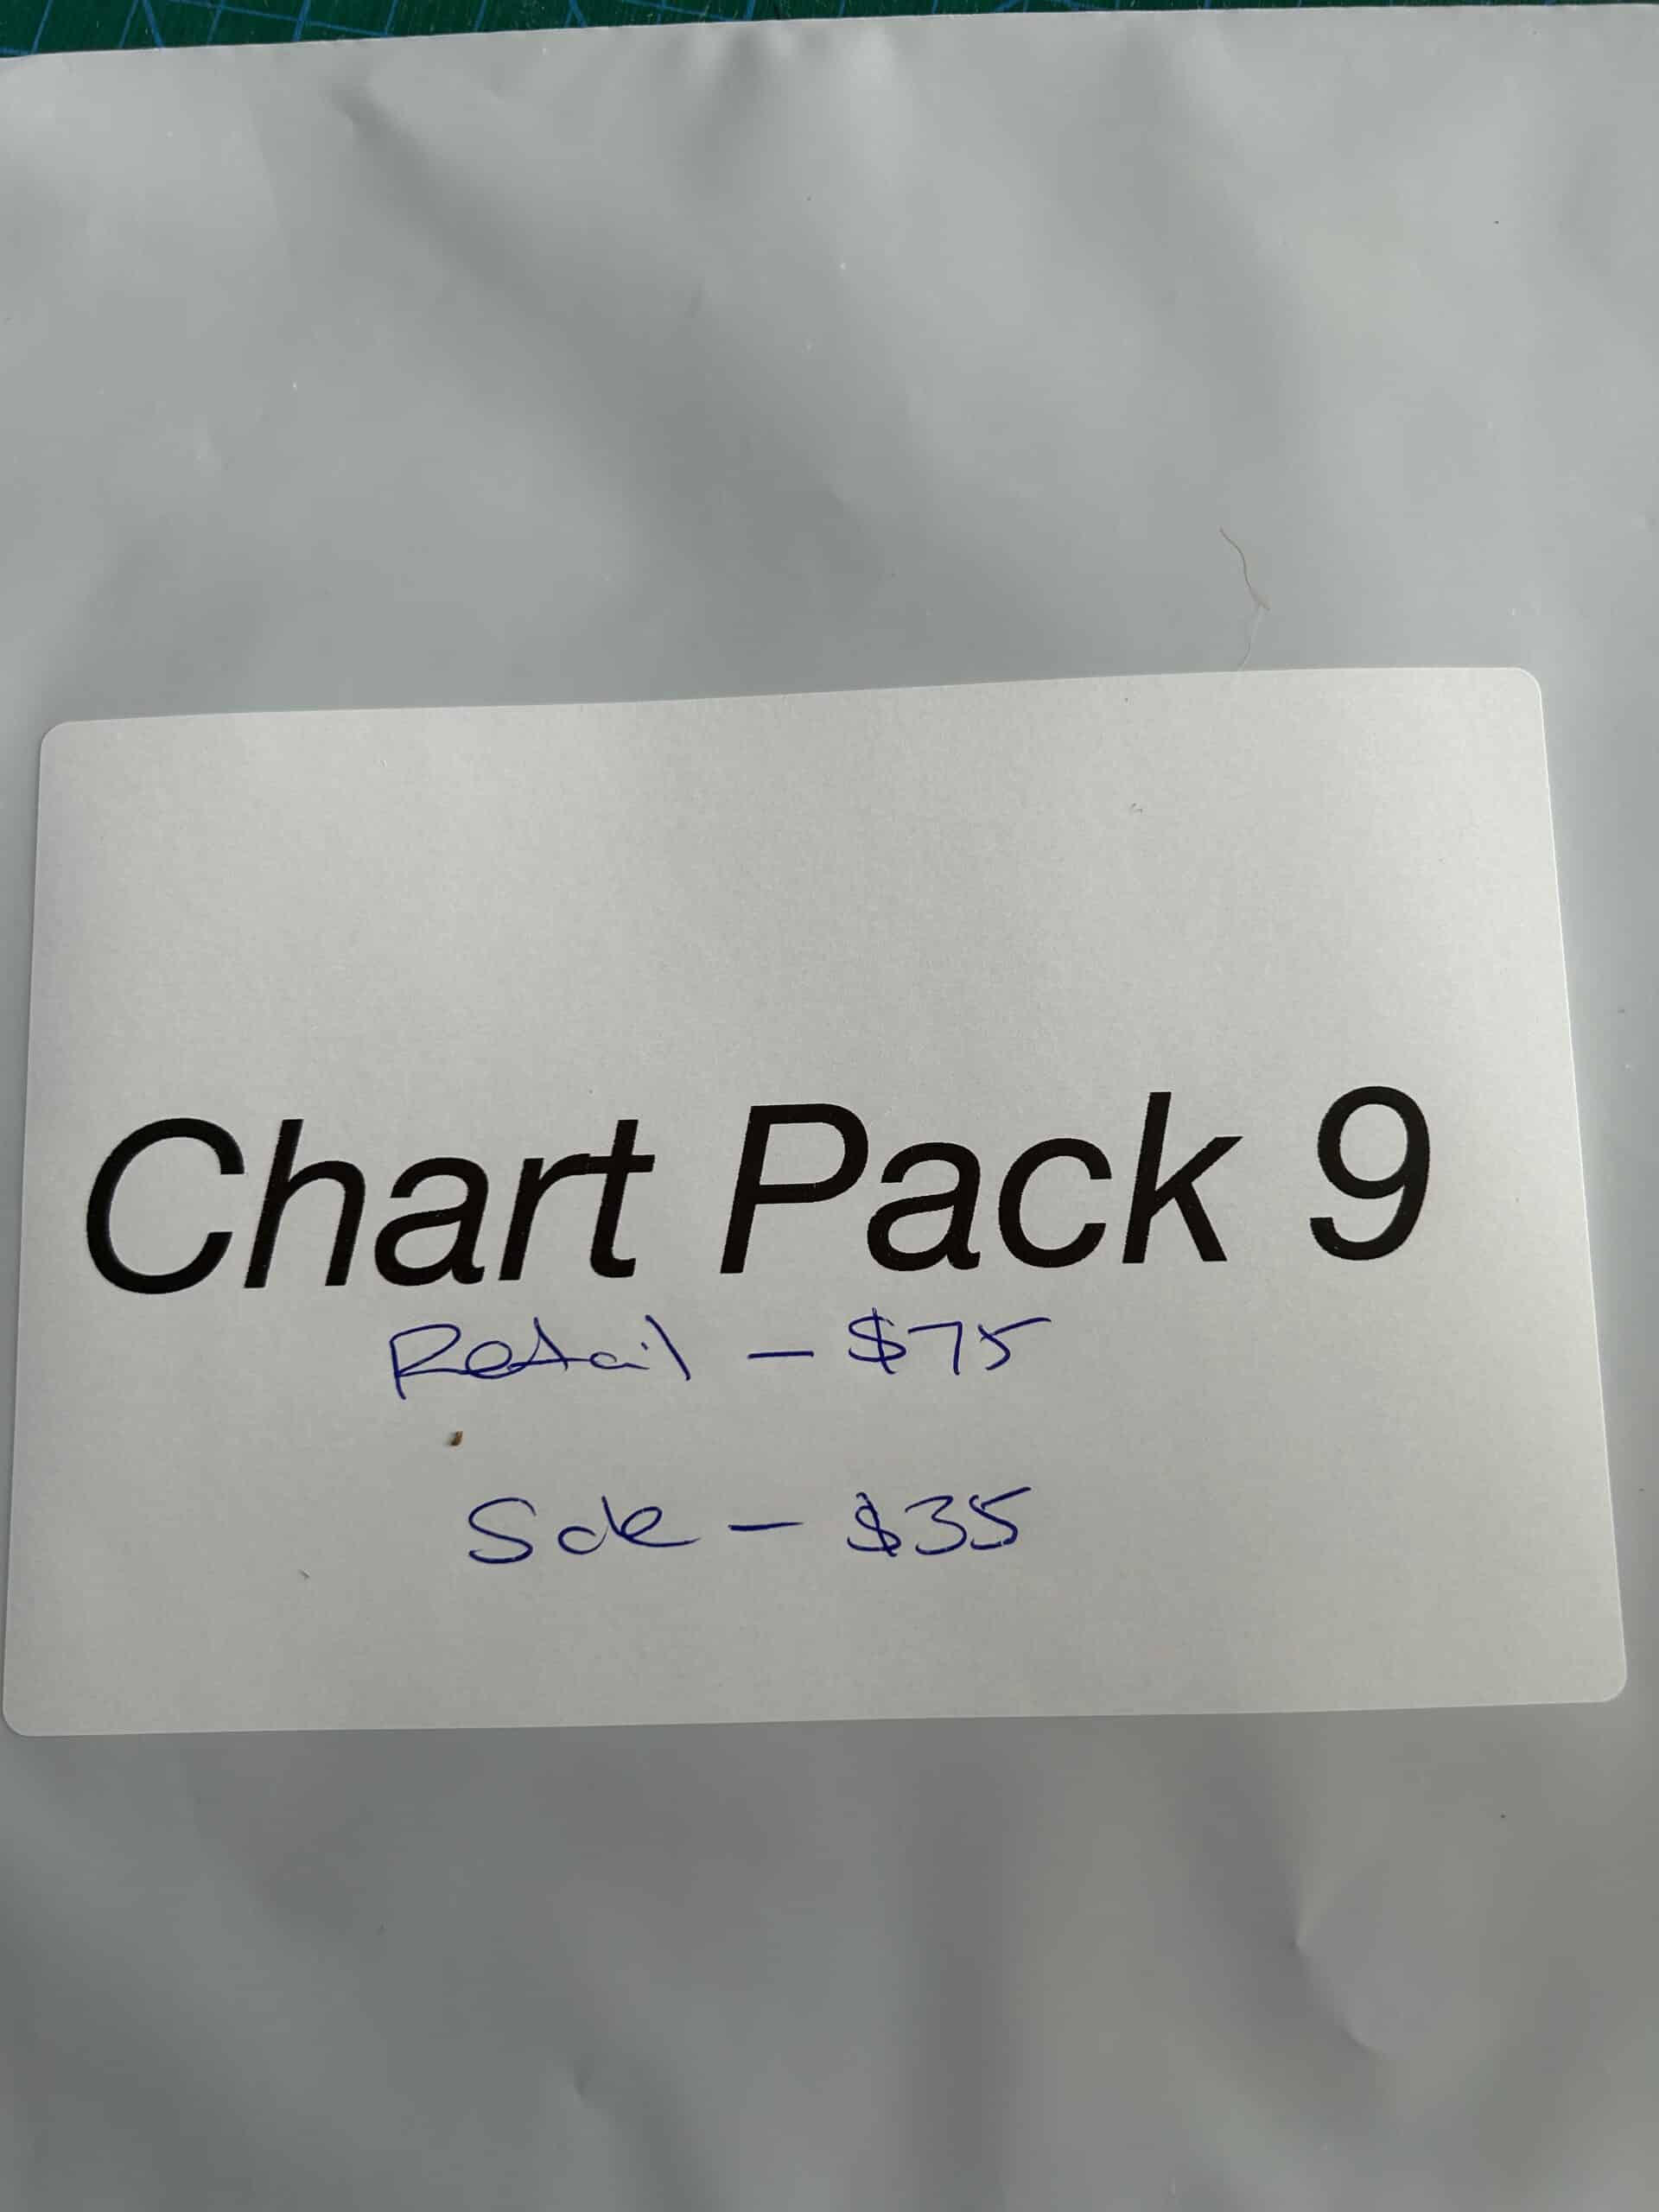 Chart Pack 9
Retail - $75
Sale - $35